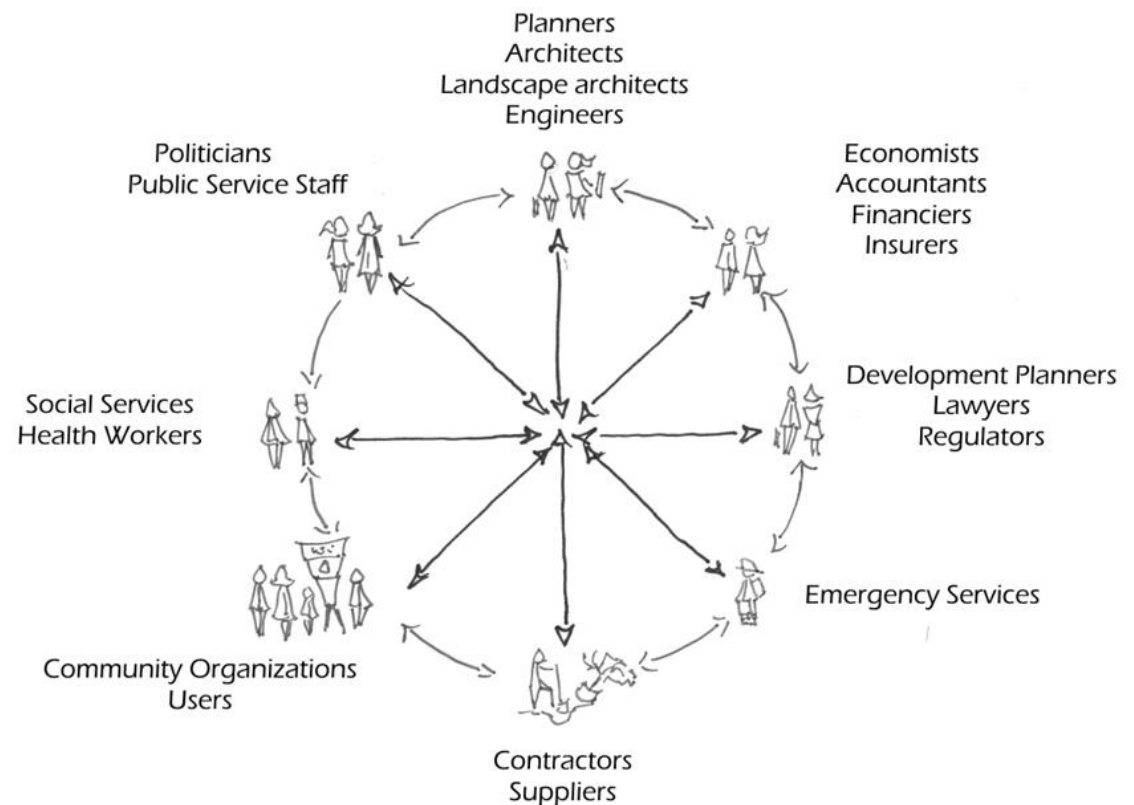 Planners
Architects
Landscape architects
Engineers
Politicians
Public Service Staff
Economists
Accountants
Financiers
Insurers
Social Services
Health Workers
Development Planners
Lawyers
Regulators
Emergency Services
Community Organizations
Users
Contractors
Suppliers